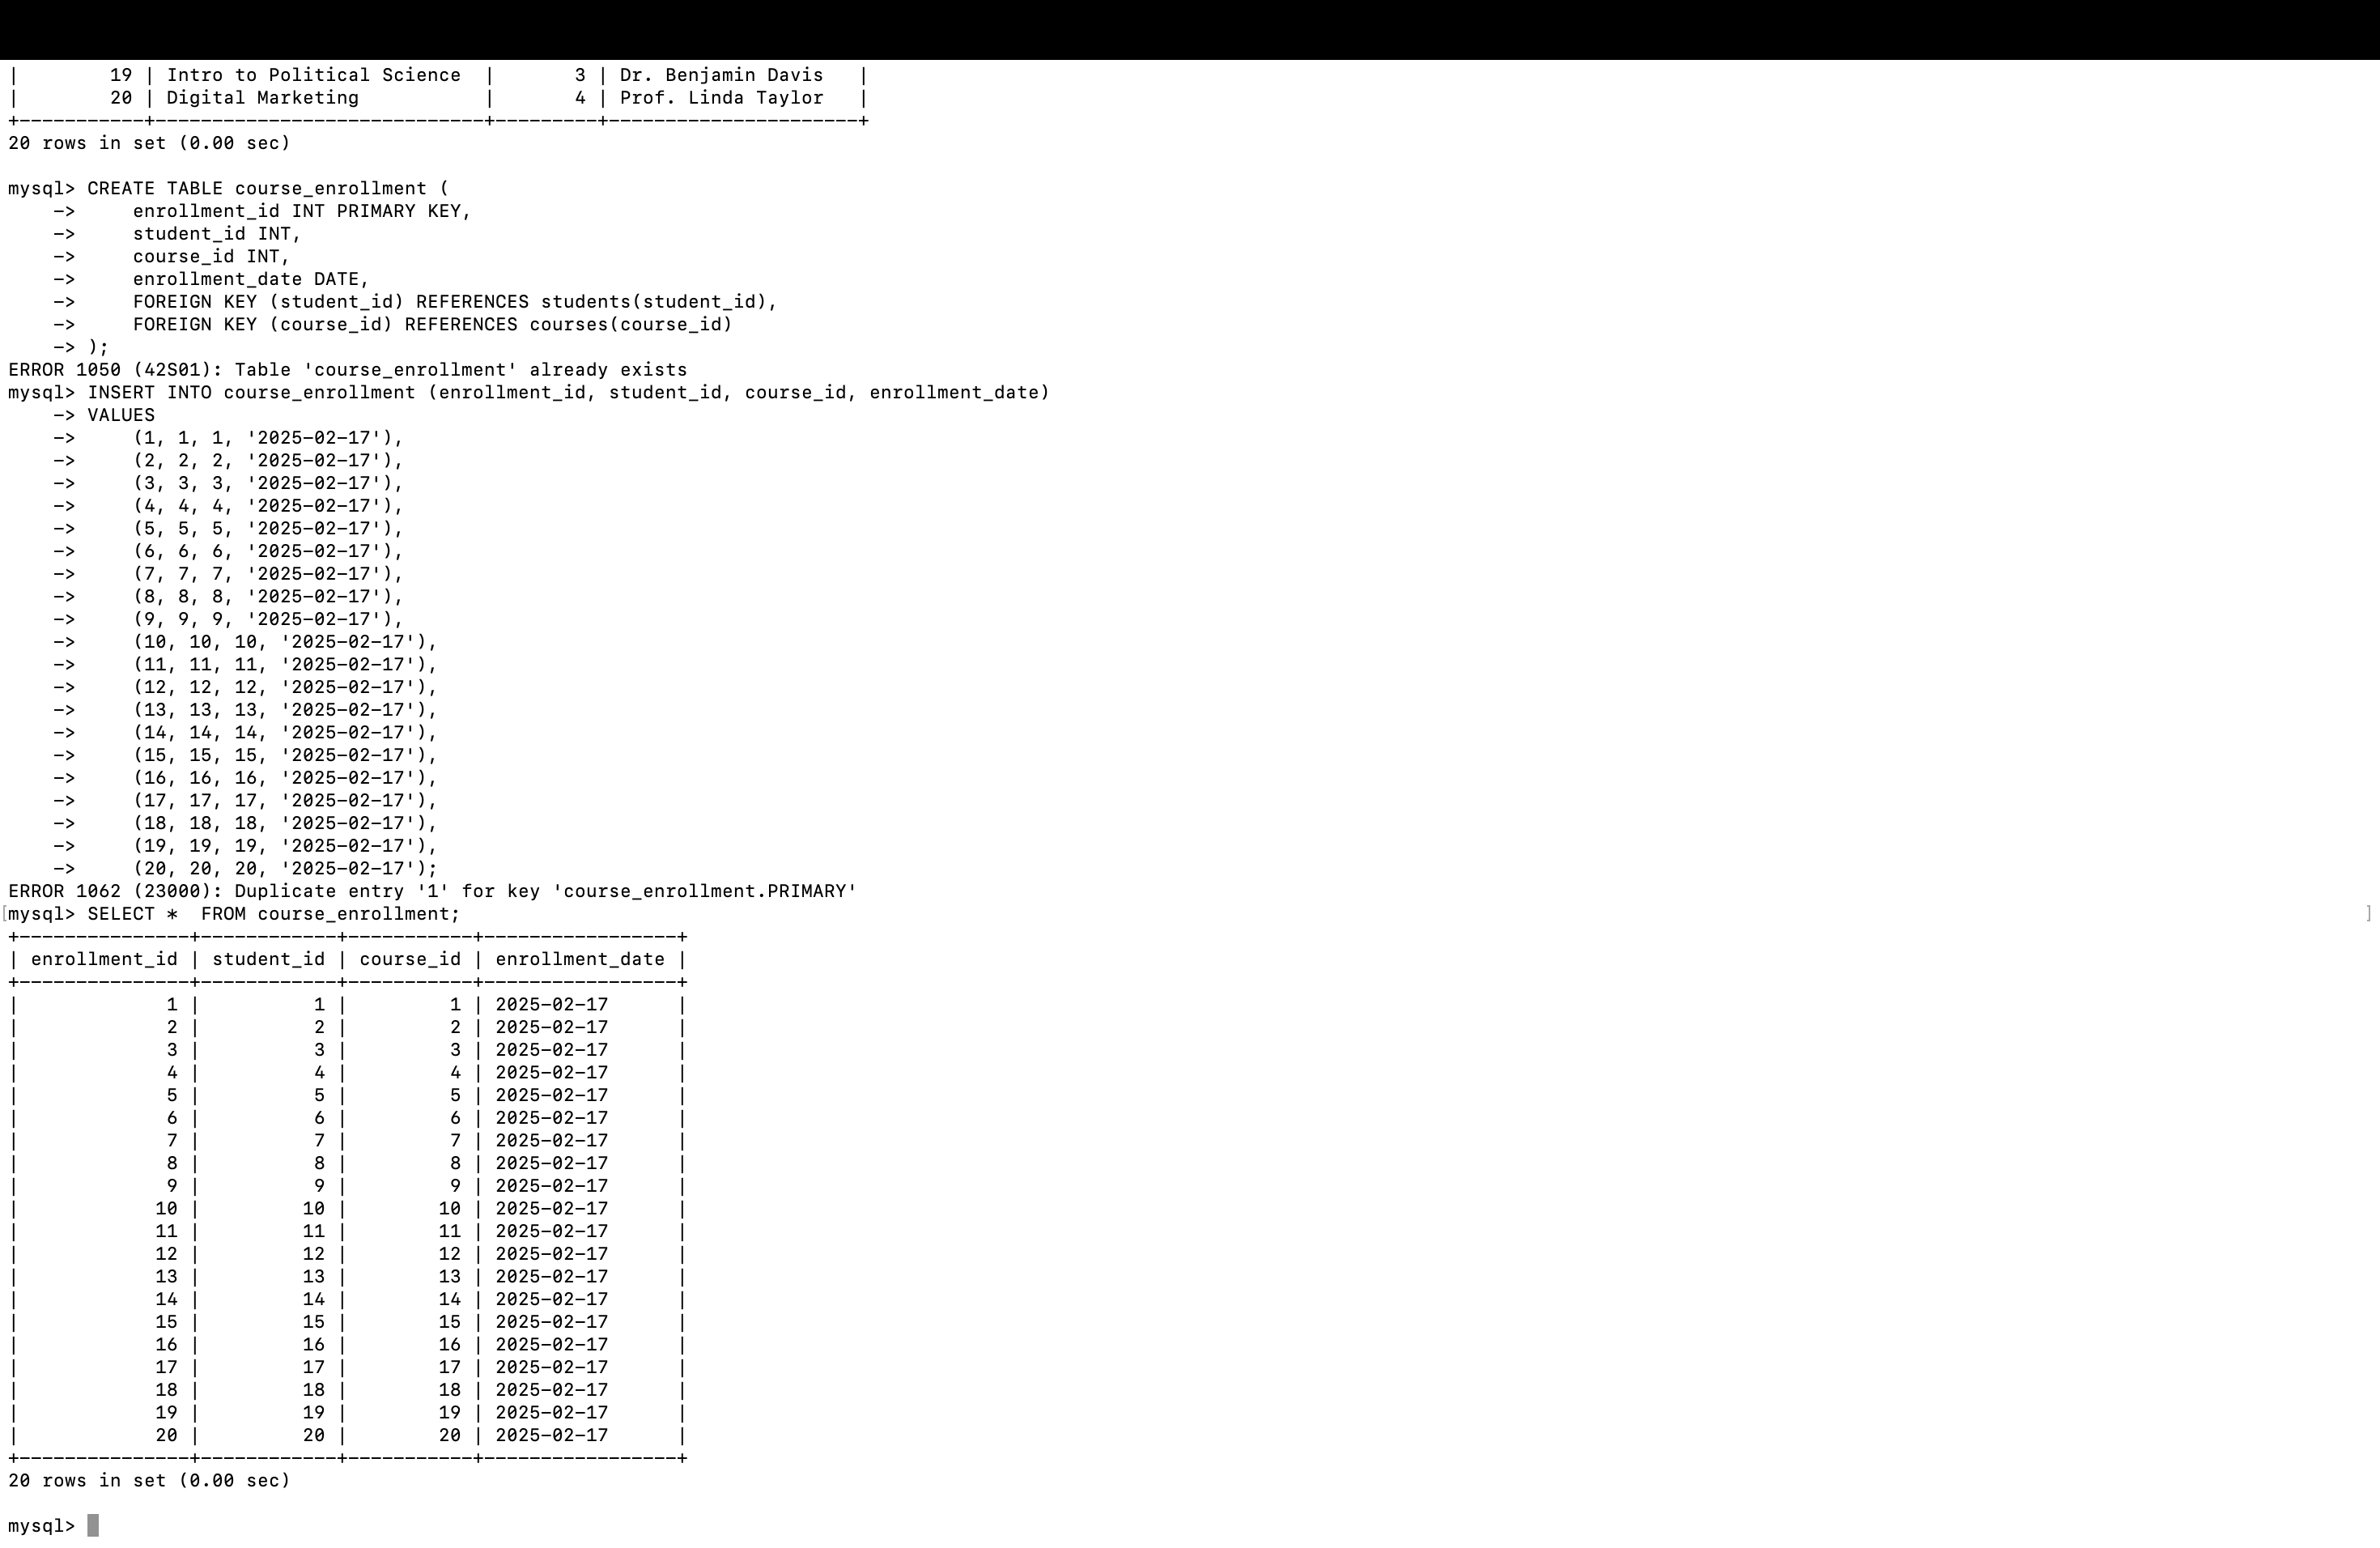 |        19 | Intro to Political Science  |       3 | Dr. Benjamin Davis   |
|        20 | Digital Marketing           |       4 | Prof. Linda Taylor   |
+-----------+-----------------------------+---------+----------------------+
20 rows in set (0.00 sec)

mysql> CREATE TABLE course_enrollment (
    ->     enrollment_id INT PRIMARY KEY,
    ->     student_id INT,
    ->     course_id INT,
    ->     enrollment_date DATE,
    ->     FOREIGN KEY (student_id) REFERENCES students(student_id),
    ->     FOREIGN KEY (course_id) REFERENCES courses(course_id)
    -> );
ERROR 1050 (42S01): Table 'course_enrollment' already exists
mysql> INSERT INTO course_enrollment (enrollment_id, student_id, course_id, enrollment_date)
    -> VALUES
    ->     (1, 1, 1, '2025-02-17'),
    ->     (2, 2, 2, '2025-02-17'),
    ->     (3, 3, 3, '2025-02-17'),
    ->     (4, 4, 4, '2025-02-17'),
    ->     (5, 5, 5, '2025-02-17'),
    ->     (6, 6, 6, '2025-02-17'),
    ->     (7, 7, 7, '2025-02-17'),
    ->     (8, 8, 8, '2025-02-17'),
    ->     (9, 9, 9, '2025-02-17'),
    ->     (10, 10, 10, '2025-02-17'),
    ->     (11, 11, 11, '2025-02-17'),
    ->     (12, 12, 12, '2025-02-17'),
    ->     (13, 13, 13, '2025-02-17'),
    ->     (14, 14, 14, '2025-02-17'),
    ->     (15, 15, 15, '2025-02-17'),
    ->     (16, 16, 16, '2025-02-17'),
    ->     (17, 17, 17, '2025-02-17'),
    ->     (18, 18, 18, '2025-02-17'),
    ->     (19, 19, 19, '2025-02-17'),
    ->     (20, 20, 20, '2025-02-17');
ERROR 1062 (23000): Duplicate entry '1' for key 'course_enrollment.PRIMARY'
[mysql> SELECT *  FROM course_enrollment; ]
+---------------+------------+-----------+-----------------+
| enrollment_id | student_id | course_id | enrollment_date |
+---------------+------------+-----------+-----------------+
|             1 |          1 |         1 | 2025-02-17      |
|             2 |          2 |         2 | 2025-02-17      |
|             3 |          3 |         3 | 2025-02-17      |
|             4 |          4 |         4 | 2025-02-17      |
|             5 |          5 |         5 | 2025-02-17      |
|             6 |          6 |         6 | 2025-02-17      |
|             7 |          7 |         7 | 2025-02-17      |
|             8 |          8 |         8 | 2025-02-17      |
|             9 |          9 |         9 | 2025-02-17      |
|            10 |         10 |        10 | 2025-02-17      |
|            11 |         11 |        11 | 2025-02-17      |
|            12 |         12 |        12 | 2025-02-17      |
|            13 |         13 |        13 | 2025-02-17      |
|            14 |         14 |        14 | 2025-02-17      |
|            15 |         15 |        15 | 2025-02-17      |
|            16 |         16 |        16 | 2025-02-17      |
|            17 |         17 |        17 | 2025-02-17      |
|            18 |         18 |        18 | 2025-02-17      |
|            19 |         19 |        19 | 2025-02-17      |
|            20 |         20 |        20 | 2025-02-17      |
+---------------+------------+-----------+-----------------+
20 rows in set (0.00 sec)

mysql>